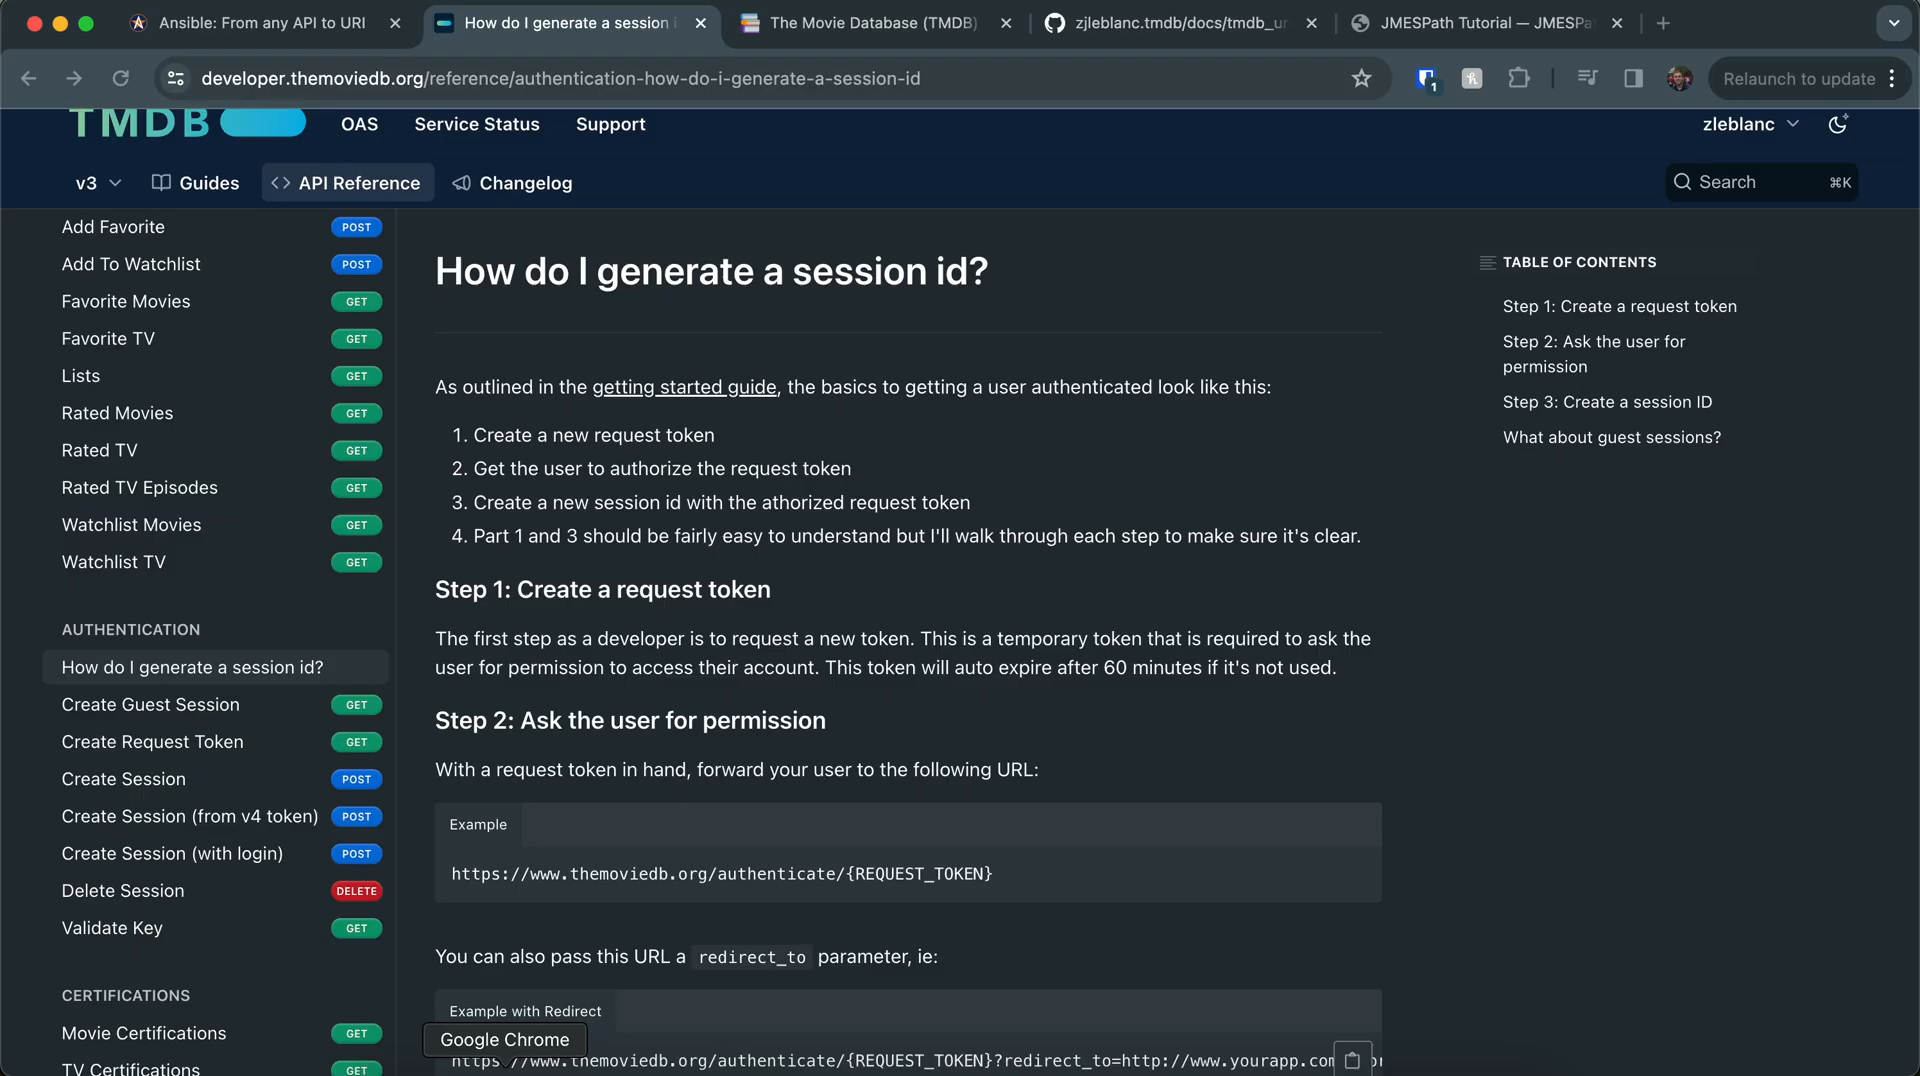 Ansible: From any API to URI
How do I generate a session i
The Movie Database (TMDB)
zjleblanc.tmdb/docs/tmdb_ur
JMESPath Tutorial — JMESPa
developer.themoviedb.org/reference/authentication-how-do-i-generate-a-session-id
1
Relaunch to update
TMDB
OAS
Service Status
Support
zleblanc
v3
Guides
<> API Reference
Changelog
Search
⌘K
Add Favorite POST
Add To Watchlist POST
Favorite Movies GET
Favorite TV GET
Lists GET
Rated Movies GET
Rated TV GET
Rated TV Episodes GET
Watchlist Movies GET
Watchlist TV GET
AUTHENTICATION
How do I generate a session id?
Create Guest Session GET
Create Request Token GET
Create Session POST
Create Session (from v4 token) POST
Create Session (with login) POST
Delete Session DELETE
Validate Key GET
CERTIFICATIONS
Movie Certifications GET
TV Certifications GET
How do I generate a session id?
As outlined in the getting started guide, the basics to getting a user authenticated look like this:
1. Create a new request token
2. Get the user to authorize the request token
3. Create a new session id with the athorized request token
4. Part 1 and 3 should be fairly easy to understand but I'll walk through each step to make sure it's clear.
Step 1: Create a request token
The first step as a developer is to request a new token. This is a temporary token that is required to ask the
user for permission to access their account. This token will auto expire after 60 minutes if it's not used.
Step 2: Ask the user for permission
With a request token in hand, forward your user to the following URL:
Example
https://www.themoviedb.org/authenticate/{REQUEST_TOKEN}
You can also pass this URL a redirect_to parameter, ie:
Example with Redirect
Google Chrome
https://www.themoviedb.org/authenticate/{REQUEST_TOKEN}?redirect_to=http://www.yourapp.com
TABLE OF CONTENTS
Step 1: Create a request token
Step 2: Ask the user for
permission
Step 3: Create a session ID
What about guest sessions?